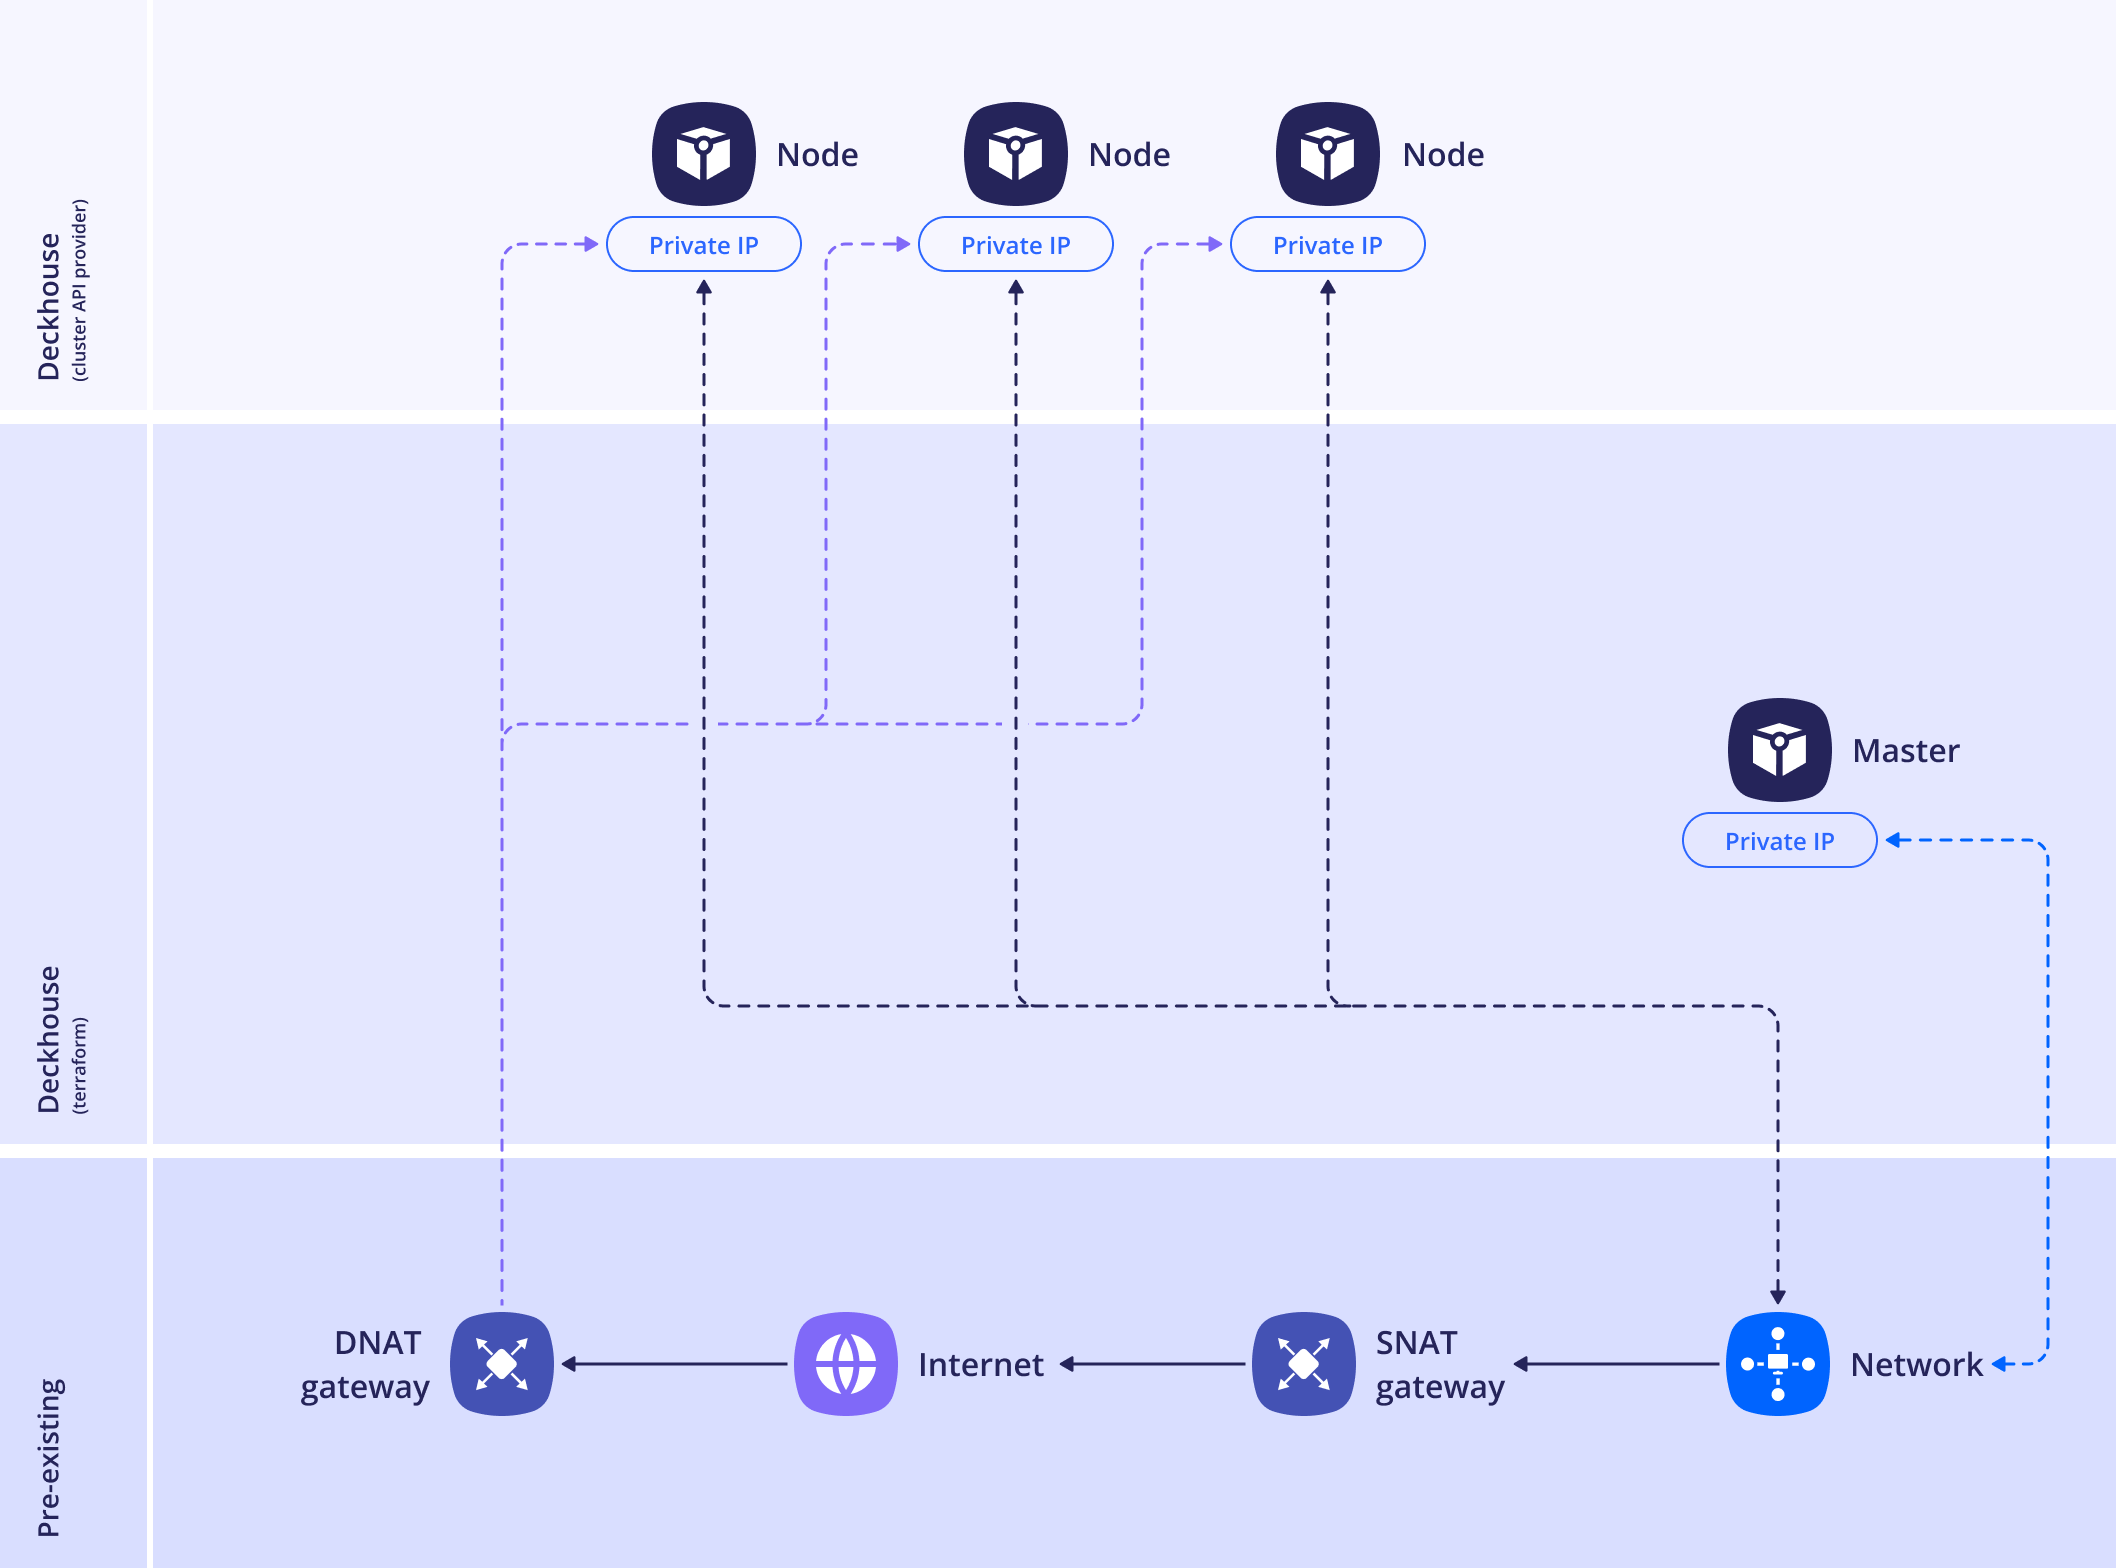 Deckhouse
(cluster API provider)
Node
Node
Node
Private IP
Private IP
Private IP
Deckhouse
(terraform)
Master
Private IP
Pre-existing
DNAT
gateway
Internet
SNAT
gateway
Network